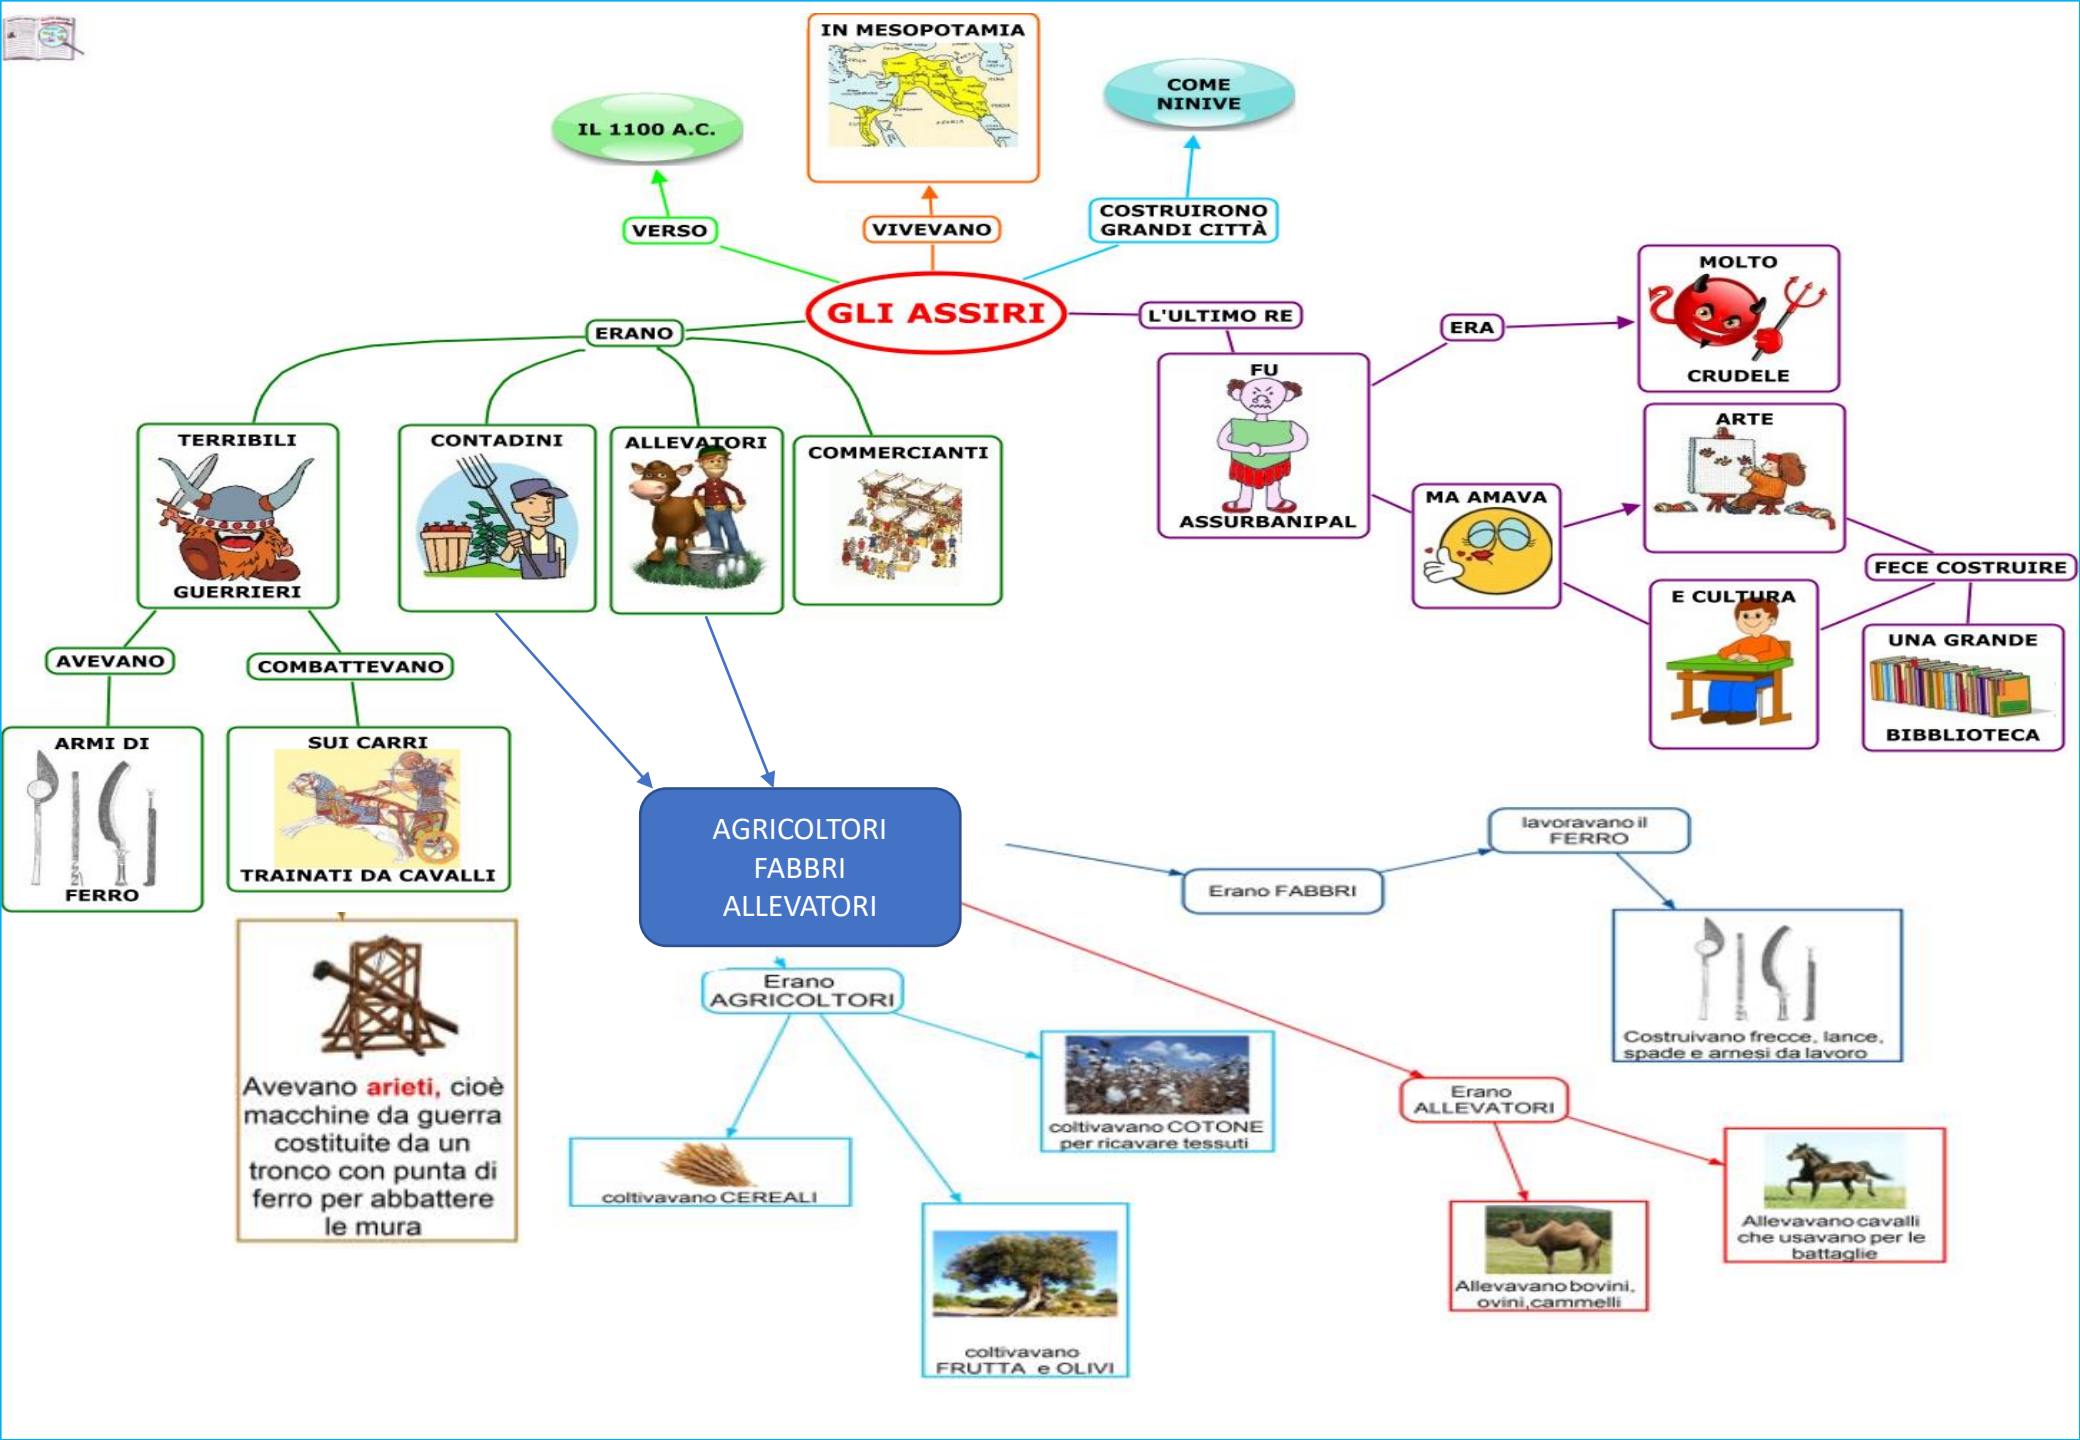 IN MESOPOTAMIA
COME
NINIVE
IL 1100 A.C.
VERSO
VIVEVANO
COSTRUIRONO
GRANDI CITTÀ
GLI ASSIRI
L'ULTIMO RE
ERANO
ERA
MOLTO
CRUDELE
FU
ASSURBANIPAL
MA AMAVA
ARTE
E CULTURA
FECE COSTRUIRE
UNA GRANDE
BIBBLIOTECA
TERRIBILI
GUERRIERI
CONTADINI
ALLEVATORI
COMMERCIANTI
AVEVANO
COMBATTEVANO
ARMI DI
FERRO
SUI CARRI
TRAINATI DA CAVALLI
Avevano arieti, cioè
macchine da guerra
costituite da un
tronco con punta di
ferro per abbattere
le mura
AGRICOLTORI
FABBRI
ALLEVATORI
Erano FABBRI
lavoravano il
FERRO
Costruivano frecce, lance,
spade e arnesi da lavoro
Erano
AGRICOLTORI
coltivavano CEREALI
coltivavano
FRUTTA e OLIVI
coltivavano COTONE
per ricavare tessuti
Erano
ALLEVATORI
Allevavano bovini,
ovini,cammelli
Allevavano cavalli
che usavano per le
battaglie